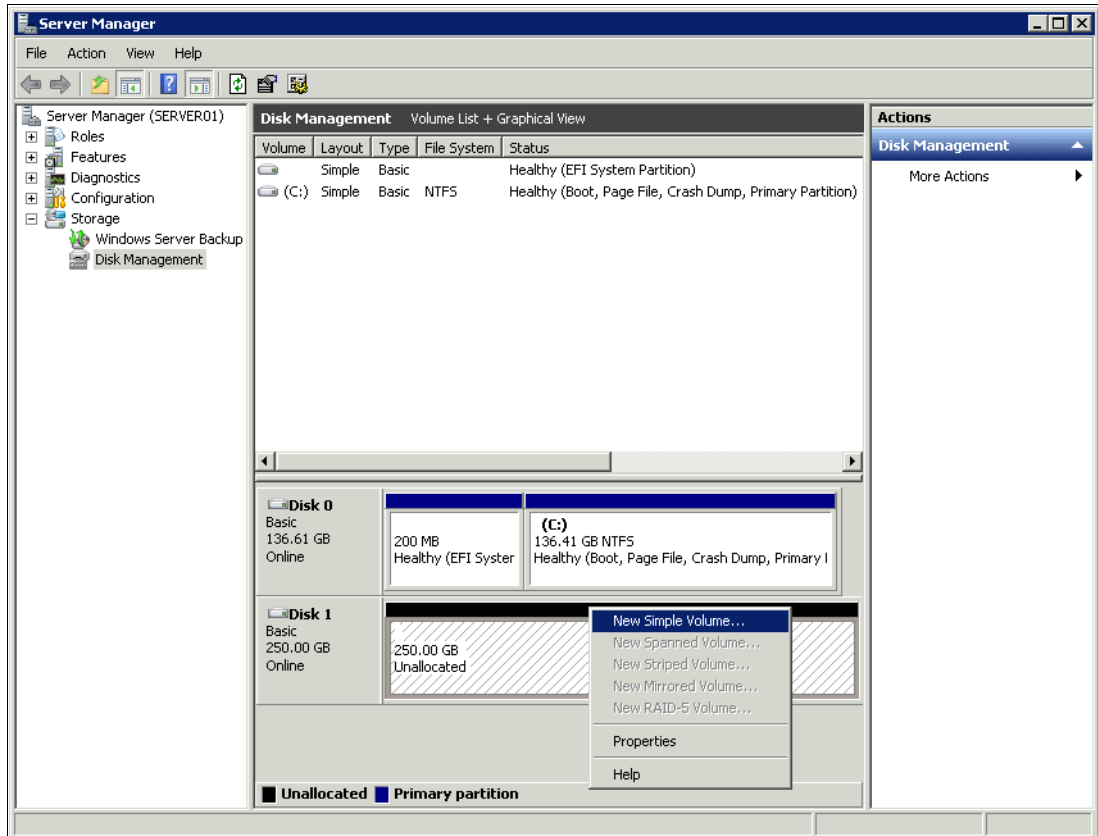 Server Manager
File Action View Help
Server Manager (SERVER01)
Roles
Features
Diagnostics
Configuration
Storage
Windows Server Backup
Disk Management
Disk Management Volume List + Graphical View
Volume Layout Type File System Status
Simple Basic Healthy (EFI System Partition)
(C:) Simple Basic NTFS Healthy (Boot, Page File, Crash Dump, Primary Partition)
Disk 0
Basic
136.61 GB
Online
200 MB
Healthy (EFI Syster
(C:)
136.41 GB NTFS
Healthy (Boot, Page File, Crash Dump, Primary I
Disk 1
Basic
250.00 GB
Online
250.00 GB
Unallocated
New Simple Volume...
New Spanned Volume...
New Striped Volume...
New Mirrored Volume...
New RAID-5 Volume...
Properties
Help
Unallocated Primary partition
Actions
Disk Management
More Actions